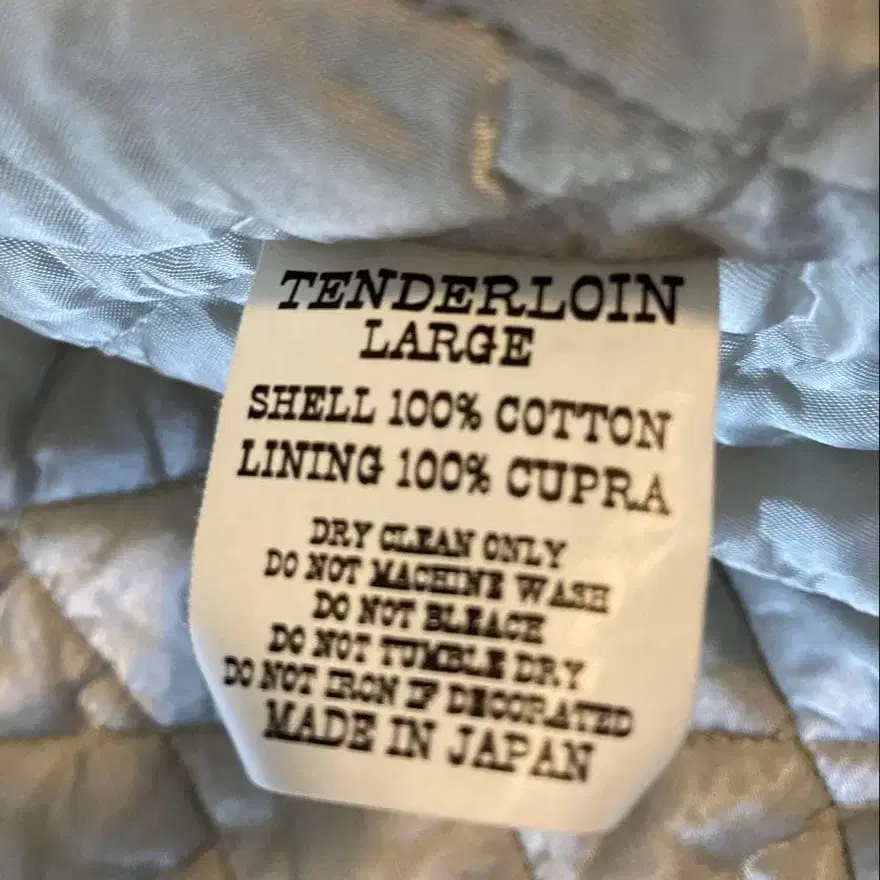 TENDERLOIN
LARGE
SHELL 100% COTTON
LINING 100% CUPRA
DRY CLEAN ONLY
DO NOT MACHINE WASH
DO NOT BLEACH
DO NOT TUMBLE DRY
DO NOT IRON IF DECORATED
MADE IN JAPAN